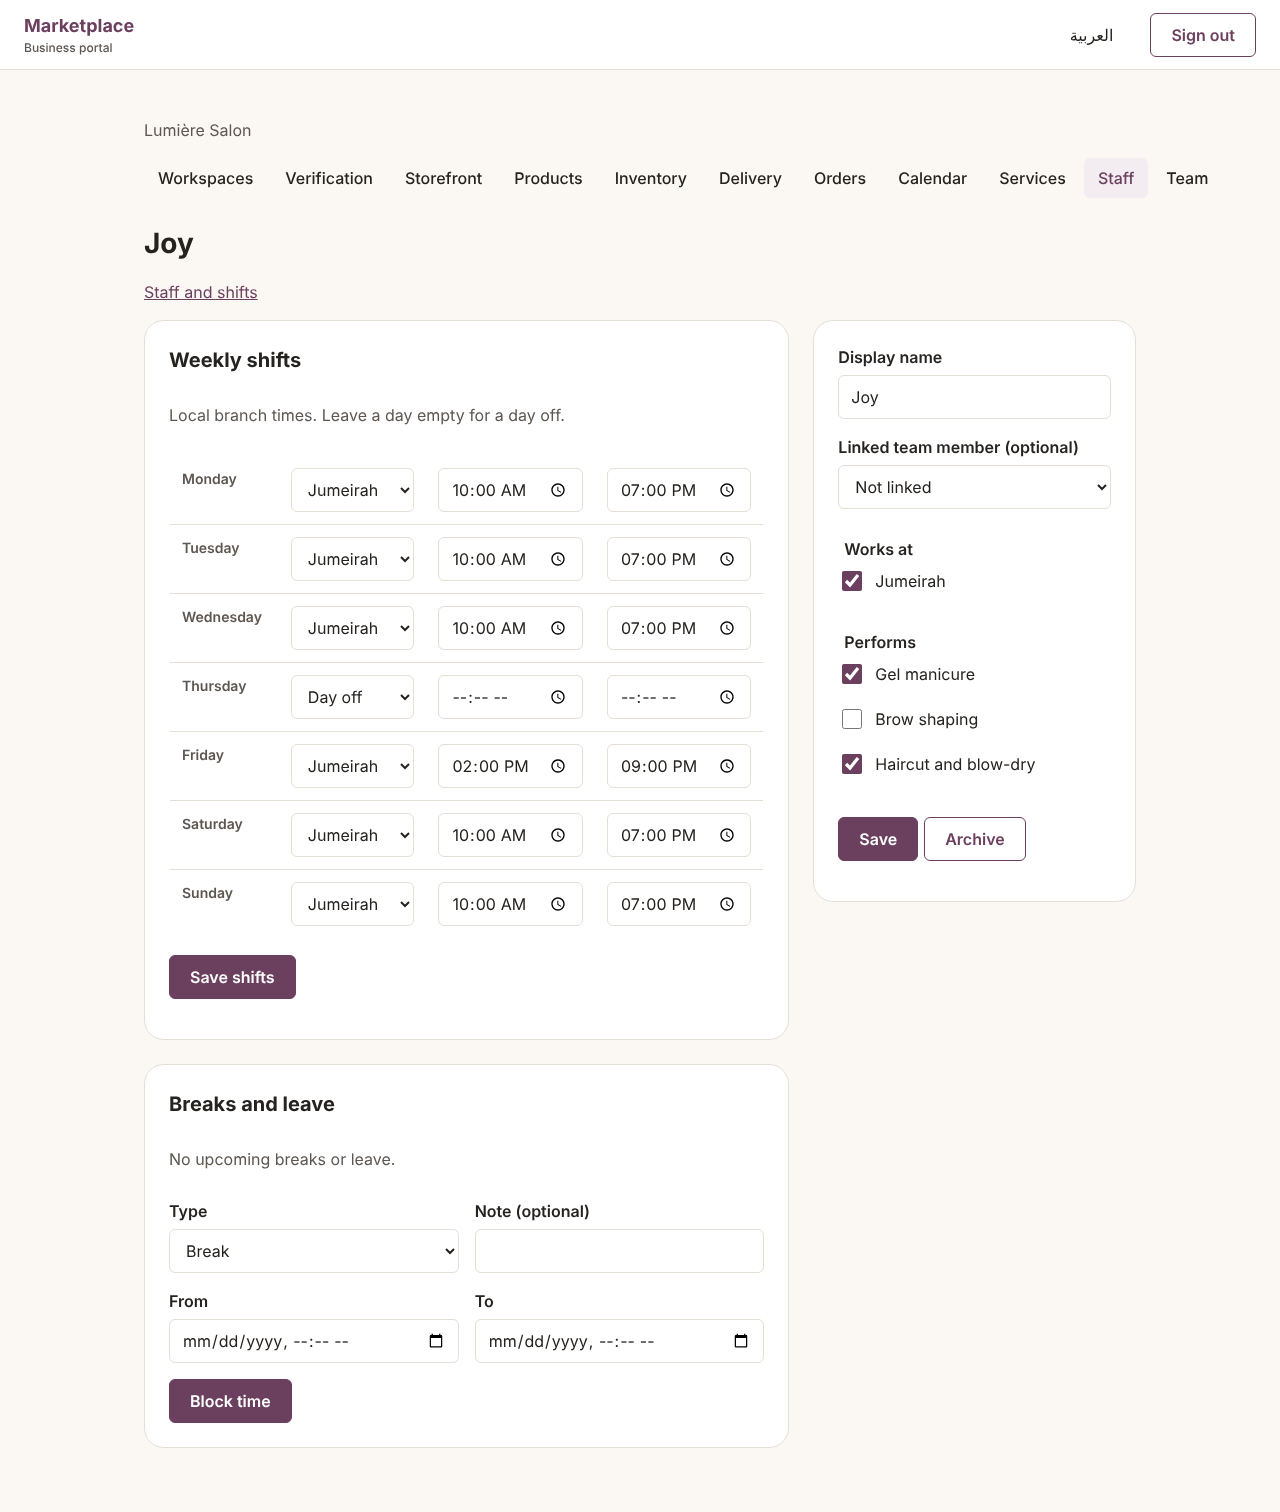 Marketplace
Business portal
العربية
Sign out
Lumière Salon
Workspaces Verification Storefront Products Inventory Delivery Orders Calendar Services Staff Team
Joy
Staff and shifts
Weekly shifts
Local branch times. Leave a day empty for a day off.
Monday Jumeirah 10:00 AM 07:00 PM
Tuesday Jumeirah 10:00 AM 07:00 PM
Wednesday Jumeirah 10:00 AM 07:00 PM
Thursday Day off --:-- -- --:-- --
Friday Jumeirah 02:00 PM 09:00 PM
Saturday Jumeirah 10:00 AM 07:00 PM
Sunday Jumeirah 10:00 AM 07:00 PM
Save shifts
Display name
Joy
Linked team member (optional)
Not linked
Works at
Jumeirah
Performs
Gel manicure
Brow shaping
Haircut and blow-dry
Save Archive
Breaks and leave
No upcoming breaks or leave.
Type Note (optional)
Break
From To
mm/dd/yyyy, --:-- -- mm/dd/yyyy, --:-- --
Block time